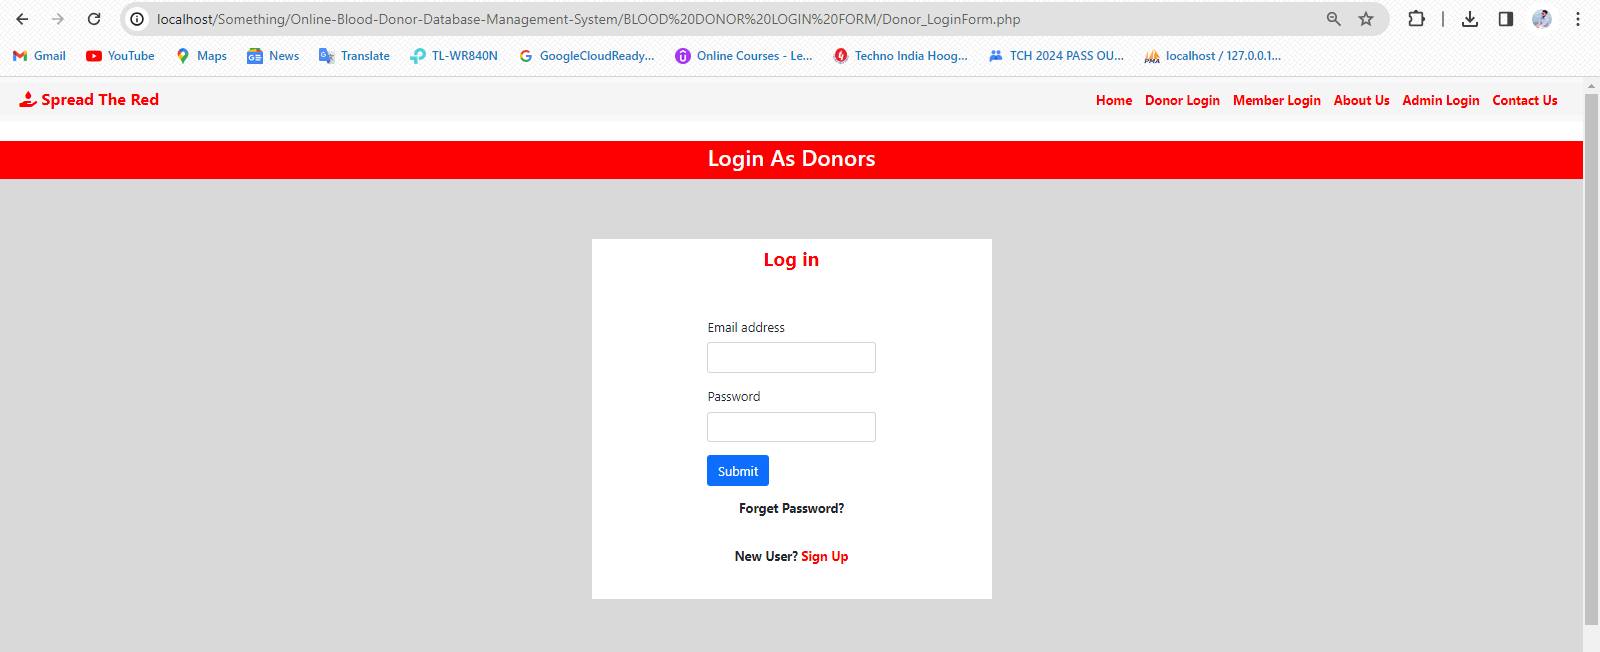 localhost/Something/Online-Blood-Donor-Database-Management-System/BLOOD%20DONOR%20LOGIN%20FORM/Donor_LoginForm.php
Gmail YouTube Maps News Translate TL-WR840N GoogleCloudReady... Online Courses - Le... Techno India Hoog... TCH 2024 PASS OU... localhost / 127.0.0.1...
Spread The Red Home Donor Login Member Login About Us Admin Login Contact Us
Login As Donors
Log in
Email address
Password
Submit
Forget Password?
New User? Sign Up